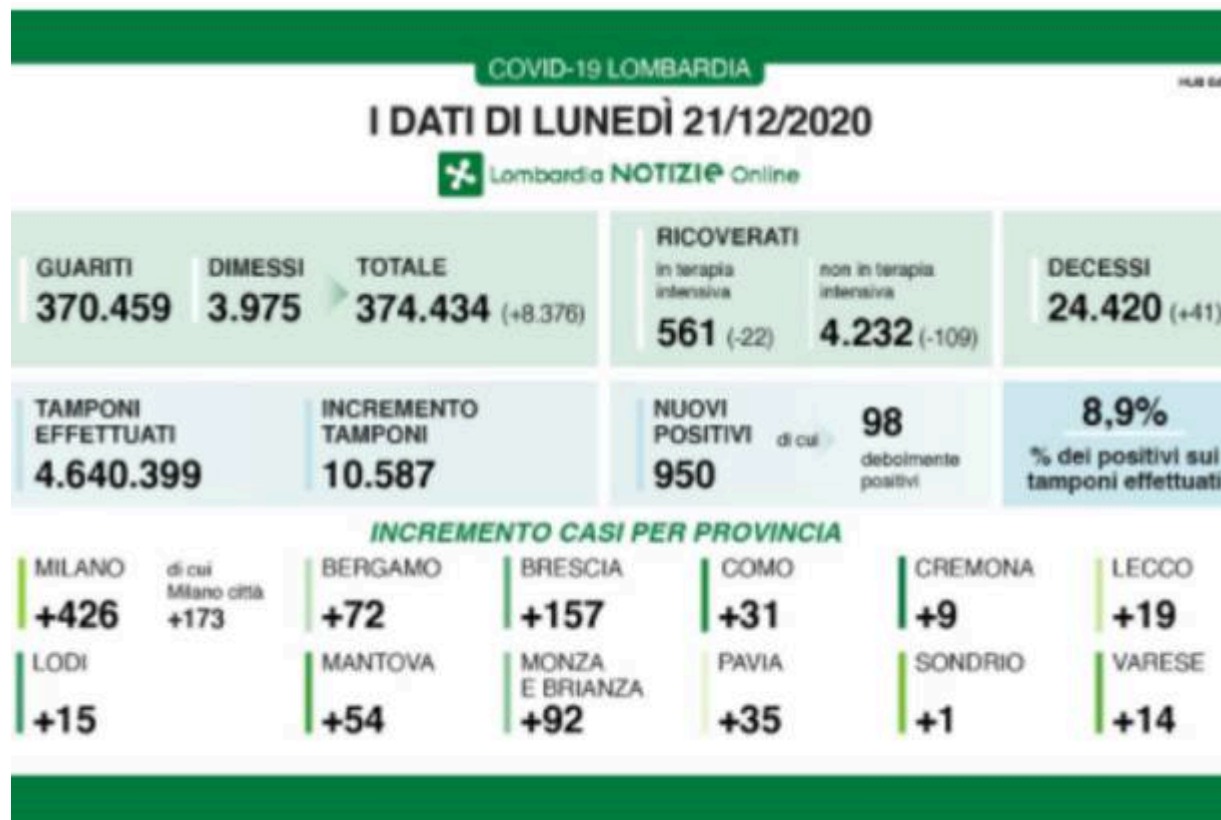 COVID-19 LOMBARDIA
I DATI DI LUNEDÌ 21/12/2020
Lombardia NOTIZIE Online
GUARITI
370.459
DIMESSI
3.975
TOTALE
374.434 (+8.376)
RICOVERATI
in terapia
intensiva
561 (-22)
non in terapia
intensiva
4.232 (-109)
DECESSI
24.420 (+41)
TAMPONI
EFFETTUATI
4.640.399
INCREMENTO
TAMPONI
10.587
NUOVI
POSITIVI
950
di cui
98
debolmente
positivi
8,9%
% dei positivi sui
tamponi effettuati
INCREMENTO CASI PER PROVINCIA
MILANO
+426
di cui
Milano città
+173
BERGAMO
+72
BRESCIA
+157
COMO
+31
CREMONA
+9
LECCO
+19
LODI
+15
MANTOVA
+54
MONZA
E BRIANZA
+92
PAVIA
+35
SONDRIO
+1
VARESE
+14